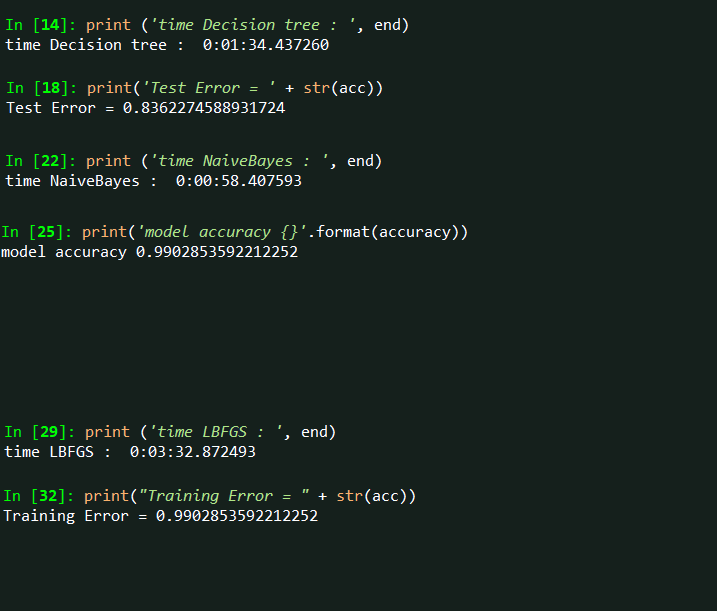 In [14]: print ('time Decision tree : ', end)
time Decision tree :  0:01:34.437260
In [18]: print('Test Error = ' + str(acc))
Test Error = 0.8362274588931724
In [22]: print ('time NaiveBayes : ', end)
time NaiveBayes :  0:00:58.407593
In [25]: print('model accuracy {}'.format(accuracy))
model accuracy 0.9902853592212252
In [29]: print ('time LBFGS : ', end)
time LBFGS :  0:03:32.872493
In [32]: print("Training Error = " + str(acc))
Training Error = 0.9902853592212252